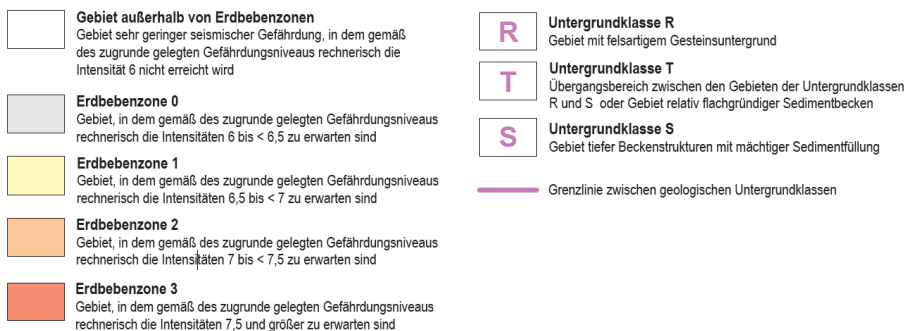 Gebiet außerhalb von Erdbebenzonen
Gebiet sehr geringer seismischer Gefährdung, in dem gemäß
des zugrunde gelegten Gefährdungsniveaus rechnerisch die
Intensität 6 nicht erreicht wird
Erdbebenzone 0
Gebiet, in dem gemäß des zugrunde gelegten Gefährdungsniveaus
rechnerisch die Intensitäten 6 bis < 6,5 zu erwarten sind
Erdbebenzone 1
Gebiet, in dem gemäß des zugrunde gelegten Gefährdungsniveaus
rechnerisch die Intensitäten 6,5 bis < 7 zu erwarten sind
Erdbebenzone 2
Gebiet, in dem gemäß des zugrunde gelegten Gefährdungsniveaus
rechnerisch die Intensitäten 7 bis < 7,5 zu erwarten sind
Erdbebenzone 3
Gebiet, in dem gemäß des zugrunde gelegten Gefährdungsniveaus
rechnerisch die Intensitäten 7,5 und größer zu erwarten sind
R
Untergrundklasse R
Gebiet mit felsartigem Gesteinsuntergrund
T
Untergrundklasse T
Übergangsbereich zwischen den Gebieten der Untergrundklassen
R und S oder Gebiet relativ flachgründiger Sedimentbecken
S
Untergrundklasse S
Gebiet tiefer Beckenstrukturen mit mächtiger Sedimentfüllung
Grenzlinie zwischen geologischen Untergrundklassen